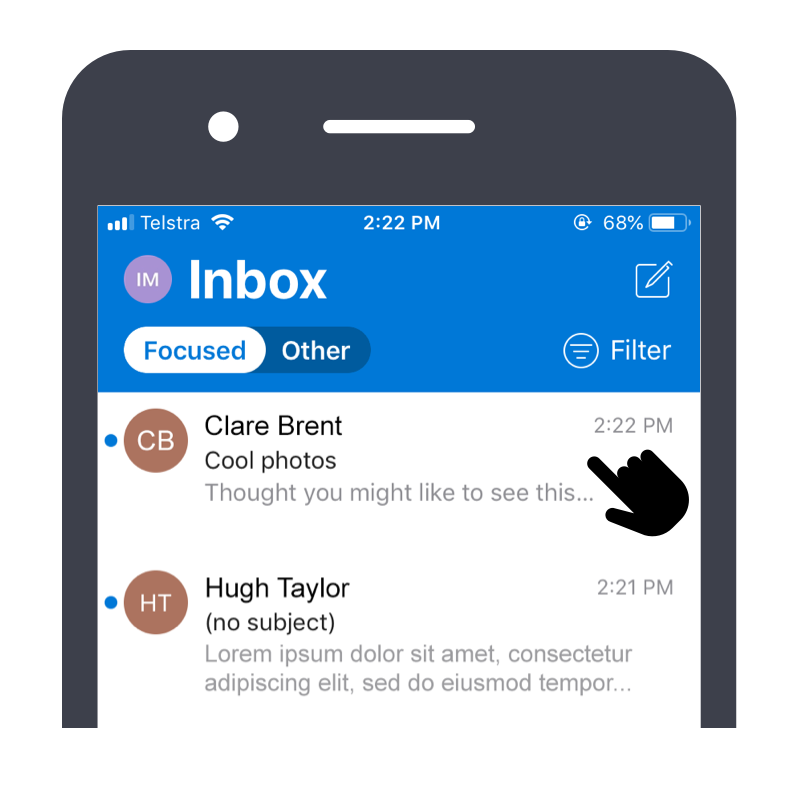 Telstra 2:22 PM 68%
IM Inbox
Focused Other Filter
CB Clare Brent 2:22 PM
Cool photos
Thought you might like to see this...
HT Hugh Taylor 2:21 PM
(no subject)
Lorem ipsum dolor sit amet, consectetur
adipiscing elit, sed do eiusmod tempor...